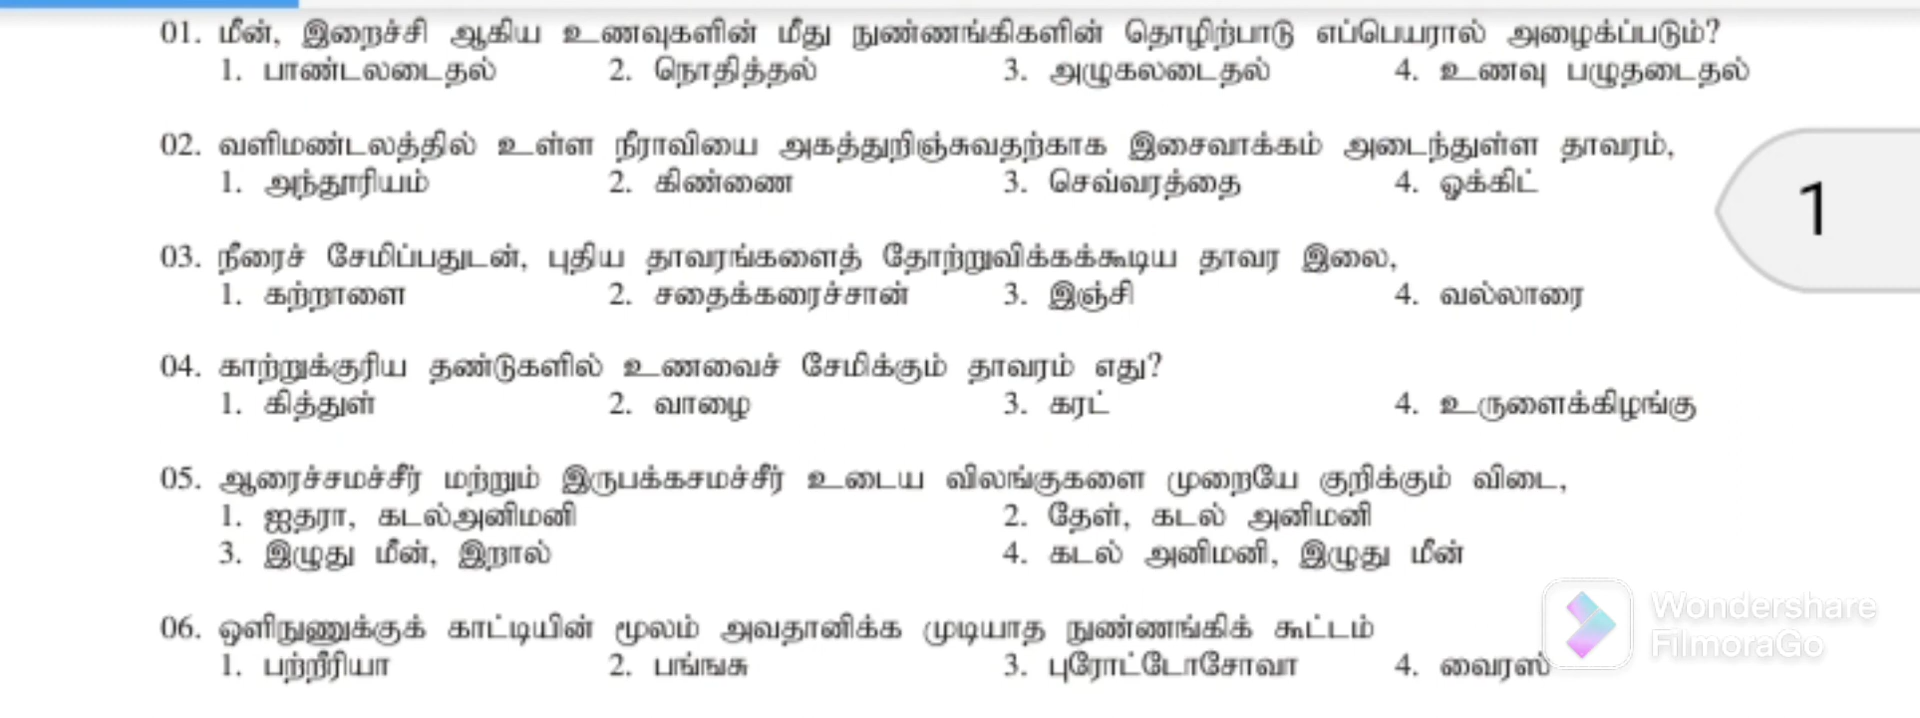 01. மீன், இறைச்சி ஆகிய உணவுகளின் மீது நுண்ணங்கிகளின் தொழிற்பாடு எப்பெயரால் அழைக்கப்படும்?
1. பாண்டலடைதல் 2. நொதித்தல் 3. அழுகலடைதல் 4. உணவு பழுதடைதல்
02. வளிமண்டலத்தில் உள்ள நீராவியை அகத்துறிஞ்சுவதற்காக இசைவாக்கம் அடைந்துள்ள தாவரம்,
1. அந்தூரியம் 2. கிண்ணை 3. செவ்வரத்தை 4. ஓக்கிட்
1
03. நீரைச் சேமிப்பதுடன், புதிய தாவரங்களைத் தோற்றுவிக்கக்கூடிய தாவர இலை,
1. கற்றாளை 2. சதைக்கரைச்சான் 3. இஞ்சி 4. வல்லாரை
04. காற்றுக்குரிய தண்டுகளில் உணவைச் சேமிக்கும் தாவரம் எது?
1. கித்துள் 2. வாழை 3. கரட் 4. உருளைக்கிழங்கு
05. ஆரைச்சமச்சீர் மற்றும் இருபக்கசமச்சீர் உடைய விலங்குகளை முறையே குறிக்கும் விடை,
1. ஐதரா, கடல்அனிமனி 2. தேள், கடல் அனிமனி
3. இழுது மீன், இறால் 4. கடல் அனிமனி, இழுது மீன்
06. ஒளிநுணுக்குக் காட்டியின் மூலம் அவதானிக்க முடியாத நுண்ணங்கிக் கூட்டம்
1. பற்றீரியா 2. பங்ஙசு 3. புரோட்டோசோவா 4. வைரஸ்
Wondershare
FilmoraGo